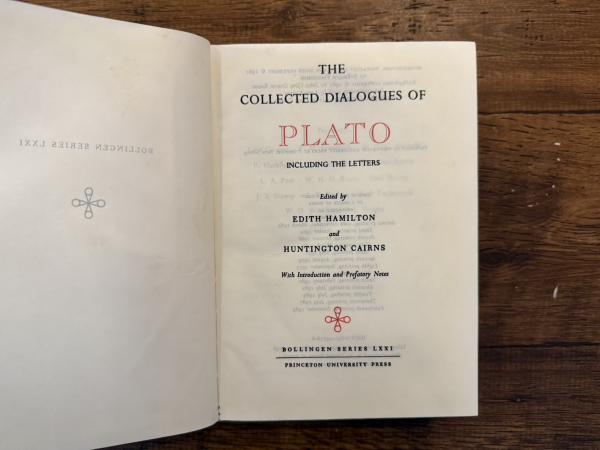 BOLLINGEN SERIES LXXI
THE
COLLECTED DIALOGUES OF
PLATO
INCLUDING THE LETTERS
Edited by
EDITH HAMILTON
and
HUNTINGTON CAIRNS
With Introduction and Prefatory Notes
BOLLINGEN SERIES LXXI
PRINCETON UNIVERSITY PRESS